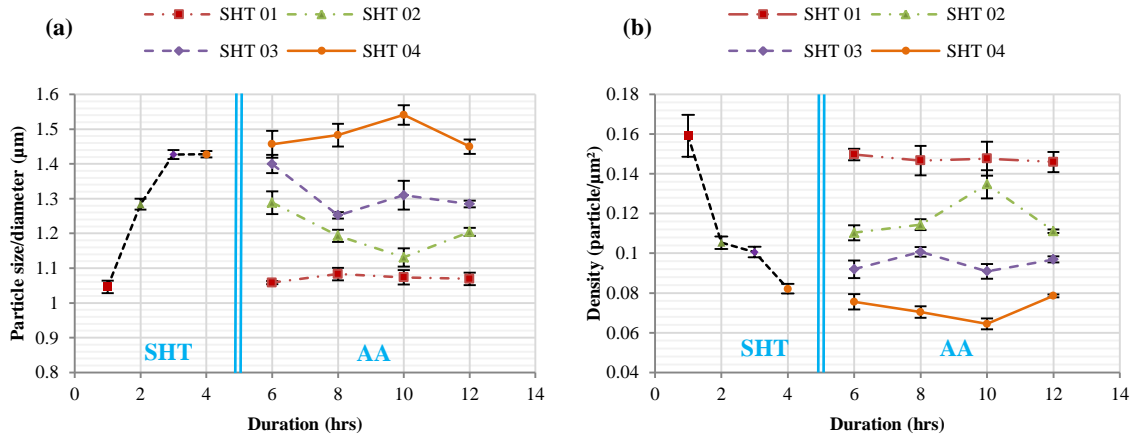 SHT 01 SHT 02
(a)
SHT 03 SHT 04
1.6
1.5
1.4
1.3
1.2
1.1
1
0.9
0.8
Particle size/diameter (µm)
SHT AA
0 2 4 6 8 10 12 14
Duration (hrs)
SHT 01 SHT 02
(b)
SHT 03 SHT 04
0.18
0.16
0.14
0.12
0.1
0.08
0.06
0.04
Density (particle/µm²)
SHT AA
0 2 4 6 8 10 12 14
Duration (hrs)